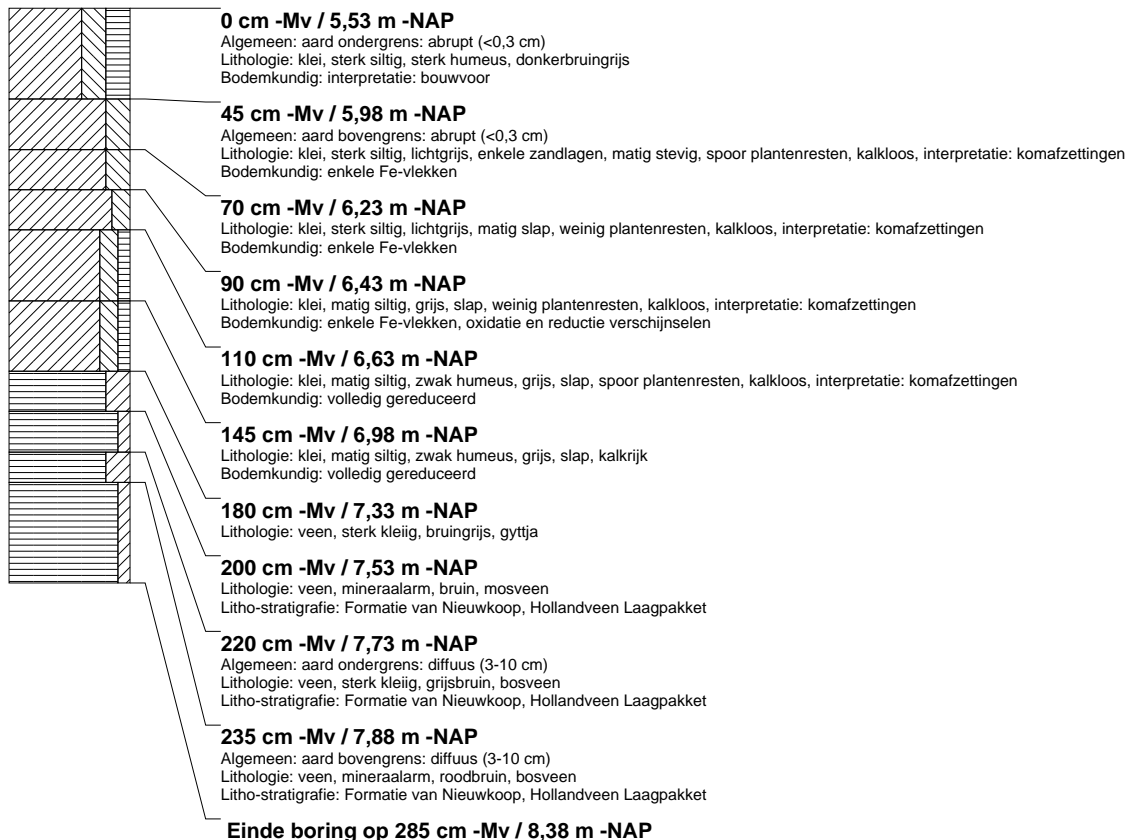 0 cm -Mv / 5,53 m -NAP
Algemeen: aard ondergrens: abrupt (<0,3 cm)
Lithologie: klei, sterk siltig, sterk humeus, donkerbruingrijs
Bodemkundig: interpretatie: bouwvoor
45 cm -Mv / 5,98 m -NAP
Algemeen: aard bovengrens: abrupt (<0,3 cm)
Lithologie: klei, sterk siltig, lichtgrijs, enkele zandlagen, matig stevig, spoor plantenresten, kalkloos, interpretatie: komafzettingen
Bodemkundig: enkele Fe-vlekken
70 cm -Mv / 6,23 m -NAP
Lithologie: klei, sterk siltig, lichtgrijs, matig slap, weinig plantenresten, kalkloos, interpretatie: komafzettingen
Bodemkundig: enkele Fe-vlekken
90 cm -Mv / 6,43 m -NAP
Lithologie: klei, matig siltig, grijs, slap, weinig plantenresten, kalkloos, interpretatie: komafzettingen
Bodemkundig: enkele Fe-vlekken, oxidatie en reductie verschijnselen
110 cm -Mv / 6,63 m -NAP
Lithologie: klei, matig siltig, zwak humeus, grijs, slap, spoor plantenresten, kalkloos, interpretatie: komafzettingen
Bodemkundig: volledig gereduceerd
145 cm -Mv / 6,98 m -NAP
Lithologie: klei, matig siltig, zwak humeus, grijs, slap, kalkrijk
Bodemkundig: volledig gereduceerd
180 cm -Mv / 7,33 m -NAP
Lithologie: veen, sterk kleiig, bruingrijs, gyttja
200 cm -Mv / 7,53 m -NAP
Lithologie: veen, mineraalarm, bruin, mosveen
Litho-stratigrafie: Formatie van Nieuwkoop, Hollandveen Laagpakket
220 cm -Mv / 7,73 m -NAP
Algemeen: aard ondergrens: diffuus (3-10 cm)
Lithologie: veen, sterk kleiig, grijsbruin, bosveen
Litho-stratigrafie: Formatie van Nieuwkoop, Hollandveen Laagpakket
235 cm -Mv / 7,88 m -NAP
Algemeen: aard bovengrens: diffuus (3-10 cm)
Lithologie: veen, mineraalarm, roodbruin, bosveen
Litho-stratigrafie: Formatie van Nieuwkoop, Hollandveen Laagpakket
Einde boring op 285 cm -Mv / 8,38 m -NAP